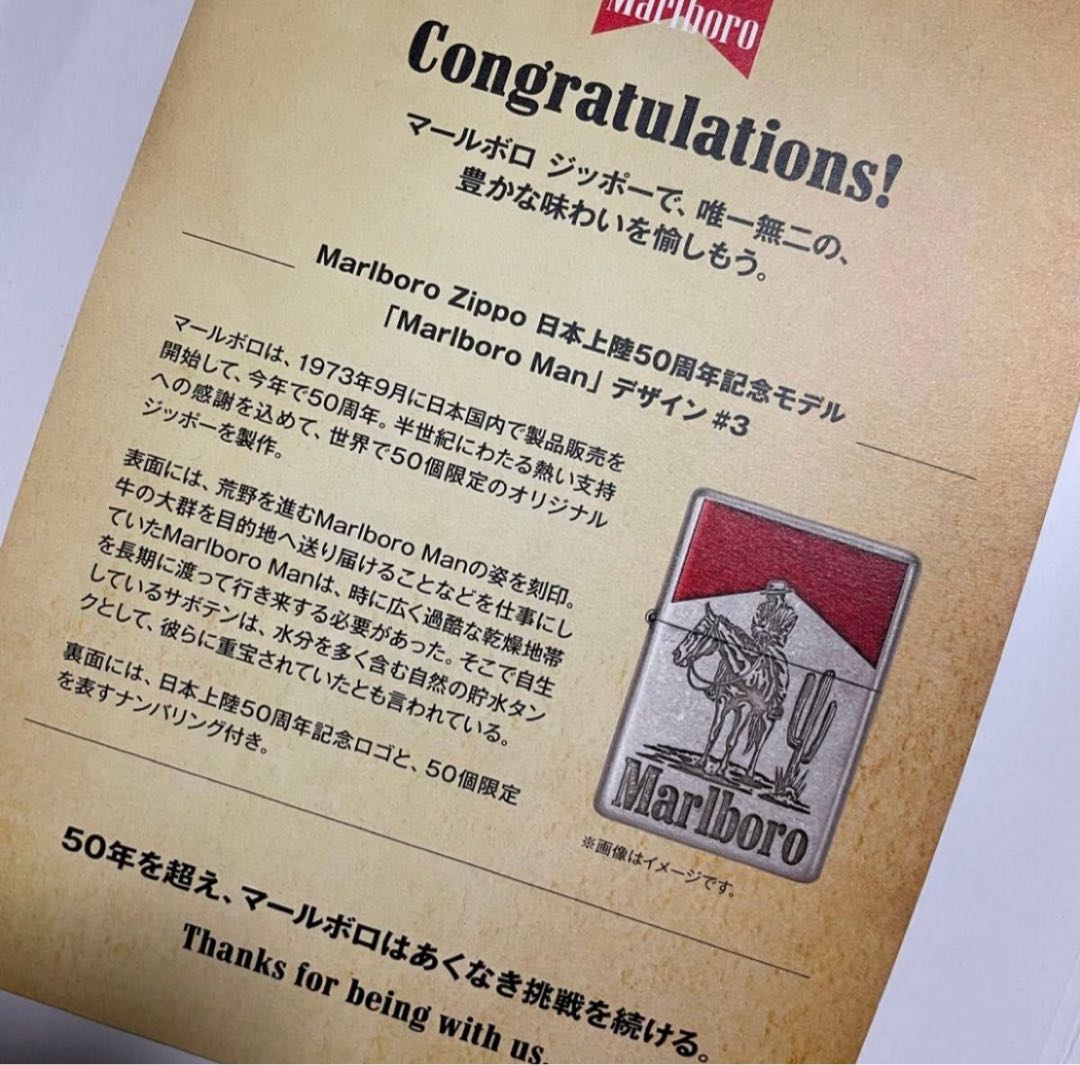 Marlboro
Congratulations!
マールボロ ジッポーで、唯一無二の、
豊かな味わいを愉しもう。
Marlboro Zippo 日本上陸50周年記念モデル
「Marlboro Man」デザイン #3
マールボロは、1973年9月に日本国内で製品販売を
開始して、今年で50周年。半世紀にわたる熱い支持
への感謝を込めて、世界で50個限定のオリジナル
ジッポーを製作。
表面には、荒野を進むMarlboro Manの姿を刻印。
牛の大群を目的地へ送り届けることなどを仕事にし
ていたMarlboro Manは、時に広く過酷な乾燥地帯
を長期に渡って行き来する必要があった。そこで自生
しているサボテンは、水分を多く含む自然の貯水タン
クとして、彼らに重宝されていたとも言われている。
裏面には、日本上陸50周年記念ロゴと、50個限定
を表すナンバリング付き。
Marlboro
※画像はイメージです。
50年を超え、マールボロはあくなき挑戦を続ける。
Thanks for being with us.